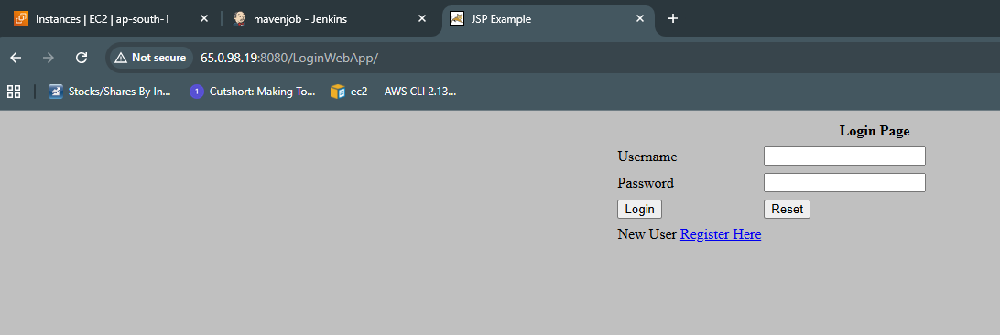 Instances | EC2 | ap-south-1
mavenjob - Jenkins
JSP Example
Not secure 65.0.98.19:8080/LoginWebApp/
Stocks/Shares By In...
1 Cutshort: Making To...
ec2 — AWS CLI 2.13...
Login Page
Username
Password
Login Reset
New User Register Here